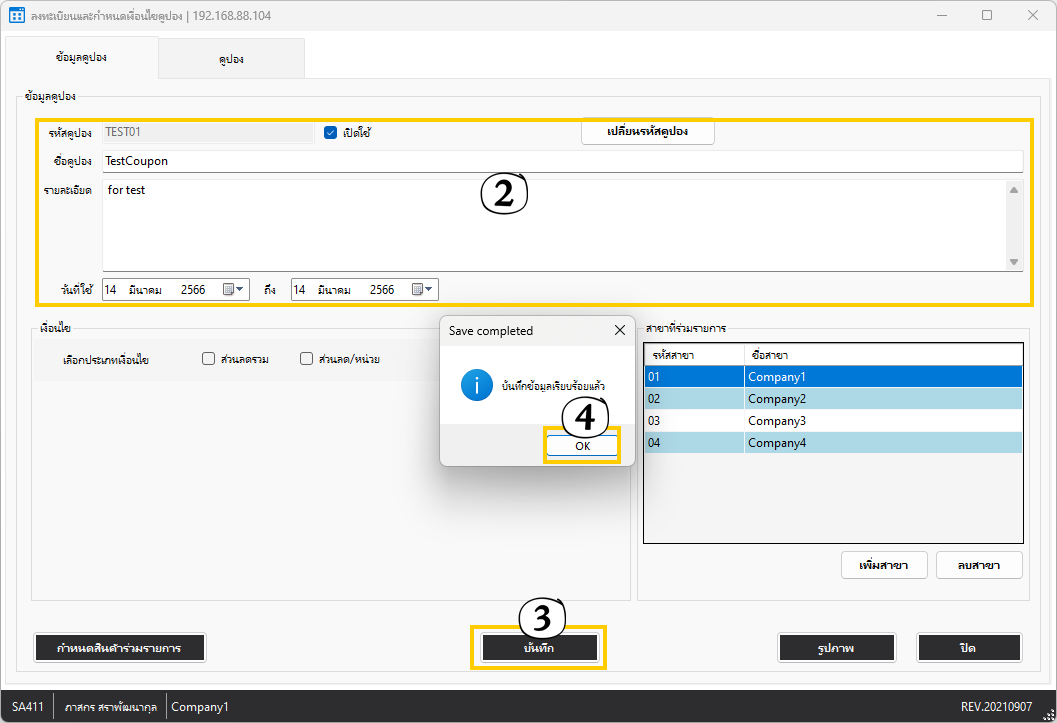 ลงทะเบียนและกำหนดเงื่อนไขคูปอง | 192.168.88.104
ข้อมูลคูปอง
คูปอง
ข้อมูลคูปอง
รหัสคูปอง TEST01 เปิดใช้ เปลี่ยนรหัสคูปอง
ชื่อคูปอง TestCoupon
รายละเอียด for test
2
วันที่ใช้ 14 มีนาคม 2566 ถึง 14 มีนาคม 2566
เงื่อนไข
เลือกประเภทเงื่อนไข ส่วนลดรวม ส่วนลด/หน่วย
Save completed
บันทึกข้อมูลเรียบร้อยแล้ว
4
OK
สาขาที่ร่วมรายการ
รหัสสาขา ชื่อสาขา
01 Company1
02 Company2
03 Company3
04 Company4
เพิ่มสาขา ลบสาขา
3
กำหนดสินค้าร่วมรายการ บันทึก รูปภาพ ปิด
SA411 ภาสกร สราพัฒนากุล Company1 REV.20210907